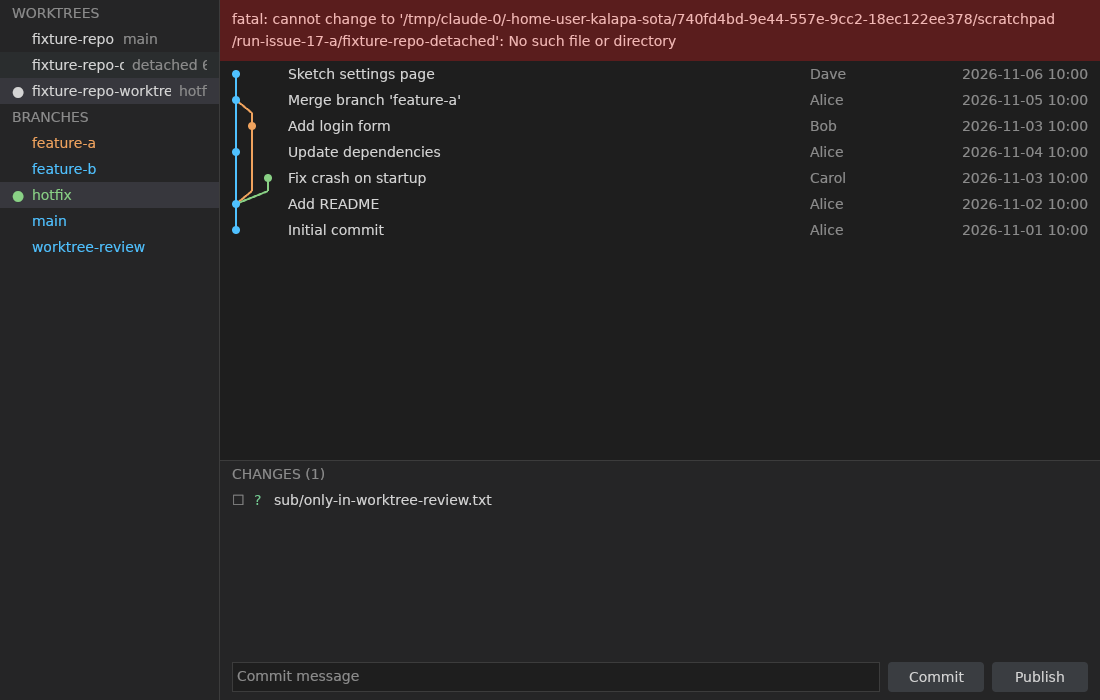 WORKTREES
fixture-repo main
fixture-repo-d detached 6
fixture-repo-worktre hotf
BRANCHES
feature-a
feature-b
hotfix
main
worktree-review
fatal: cannot change to '/tmp/claude-0/-home-user-kalapa-sota/740fd4bd-9e44-557e-9cc2-18ec122ee378/scratchpad
/run-issue-17-a/fixture-repo-detached': No such file or directory
Sketch settings page Dave 2026-11-06 10:00
Merge branch 'feature-a' Alice 2026-11-05 10:00
Add login form Bob 2026-11-03 10:00
Update dependencies Alice 2026-11-04 10:00
Fix crash on startup Carol 2026-11-03 10:00
Add README Alice 2026-11-02 10:00
Initial commit Alice 2026-11-01 10:00
CHANGES (1)
? sub/only-in-worktree-review.txt
Commit message
Commit
Publish